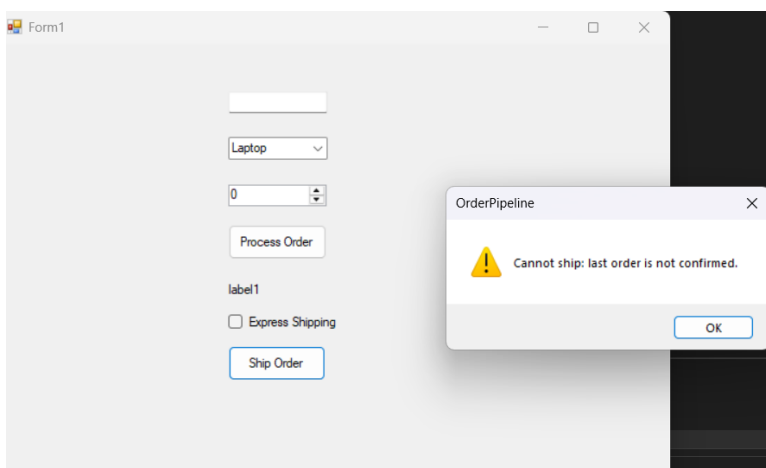 Form1
Laptop
0
Process Order
label1
Express Shipping
Ship Order
OrderPipeline
Cannot ship: last order is not confirmed.
OK